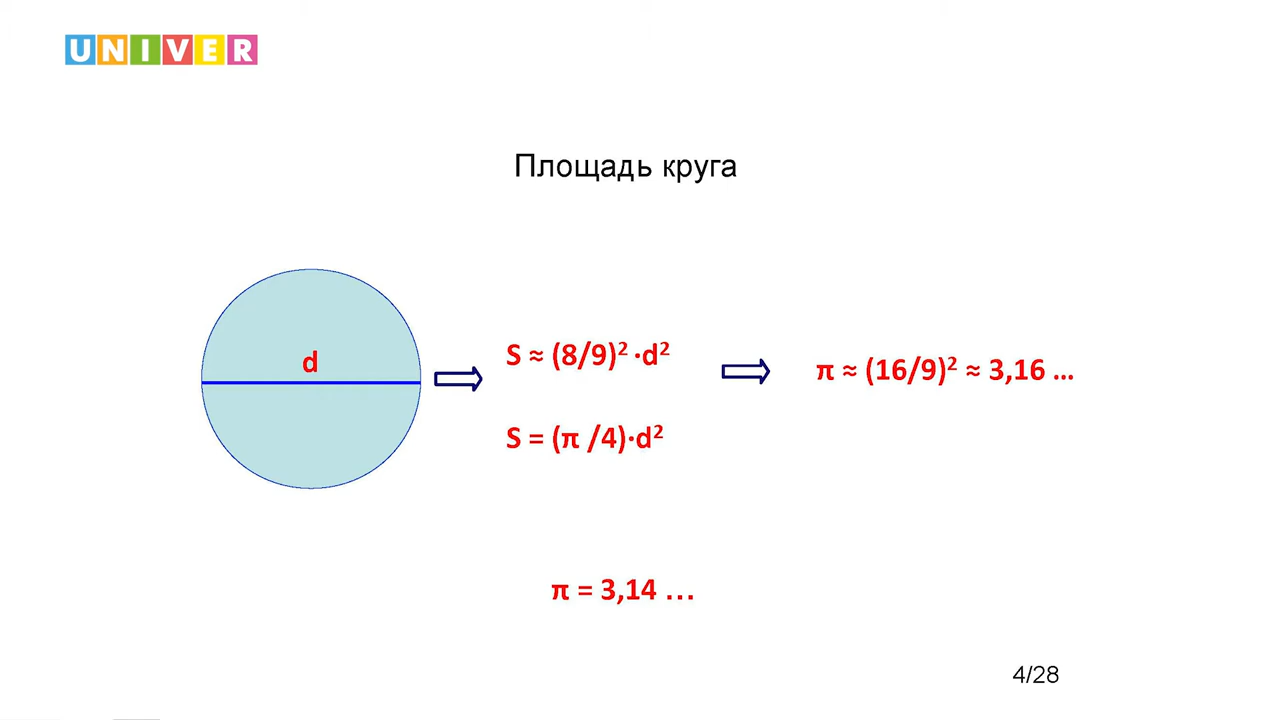 UNIVER
Площадь круга
d
S ≈ (8/9)² ·d²
π ≈ (16/9)² ≈ 3,16 ...
S = (π /4)·d²
π = 3,14 ...
4/28